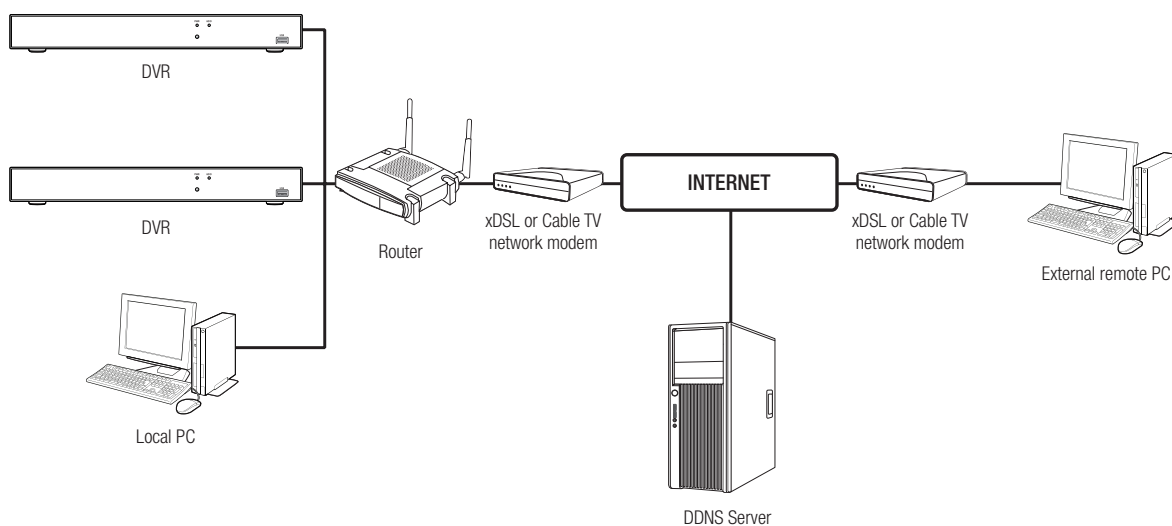 DVR
DVR
Router
xDSL or Cable TV
network modem
INTERNET
xDSL or Cable TV
network modem
External remote PC
Local PC
DDNS Server